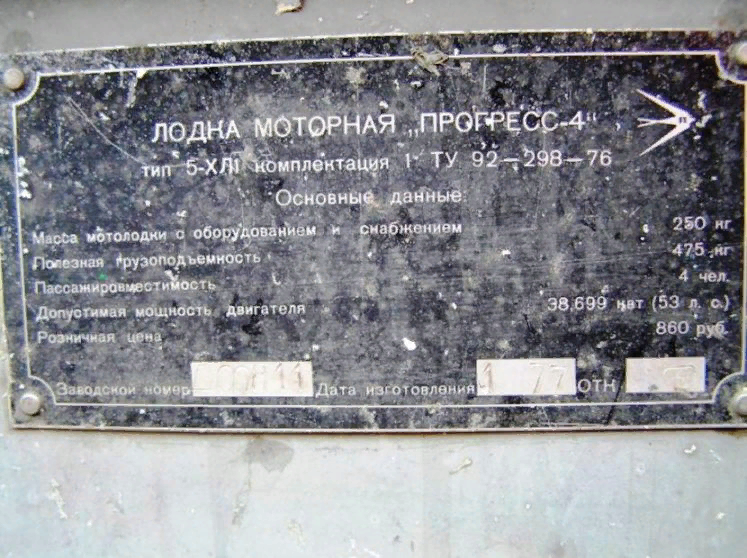 ЛОДКА МОТОРНАЯ „ПРОГРЕСС-4"
тип 5-ХЛ1 комплектация 1 ТУ 92—298—76
Основные данные
Масса мотолодки с оборудованием и снабжением 250 кг
Полезная грузоподъемность 475 кг
Пассажировместимость 4 чел.
Допустимая мощность двигателя 38,699 кат (53 л. с.)
Розничная цена 860 руб.
Заводской номер Дата изготовления 1 77 ОТН